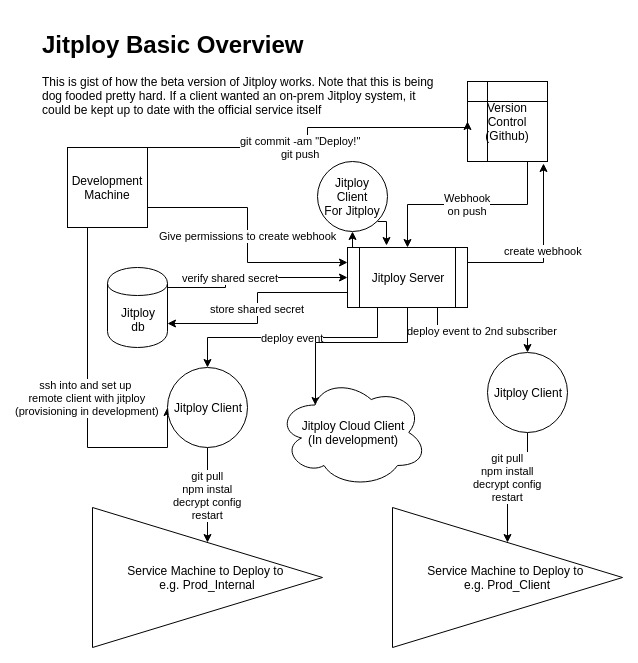 Jitploy Basic Overview
This is gist of how the beta version of Jitploy works. Note that this is being
dog fooded pretty hard. If a client wanted an on-prem Jitploy system, it
could be kept up to date with the official service itself
Version
Control
(Github)
git commit -am "Deploy!"
git push
Development
Machine
Jitploy
Client
For Jitploy
Webhook
on push
Give permissions to create webhook
create webhook
verify shared secret
Jitploy Server
store shared secret
Jitploy
db
deploy event
deploy event to 2nd subscriber
ssh into and set up
remote client with jitploy
(provisioning in development)
Jitploy Client
Jitploy Cloud Client
(In development)
Jitploy Client
git pull
npm instal
decrypt config
restart
git pull
npm install
decrypt config
restart
Service Machine to Deploy to
e.g. Prod_Internal
Service Machine to Deploy to
e.g. Prod_Client